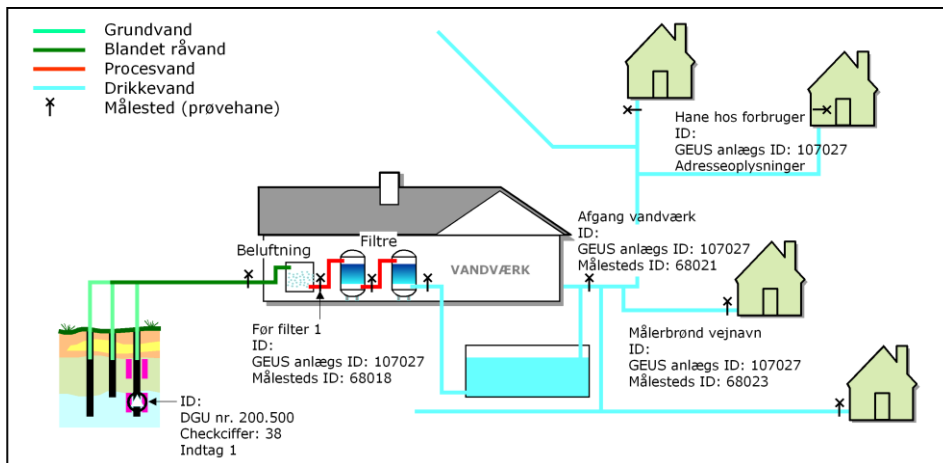 Grundvand
Blandet råvand
Procesvand
Drikkevand
Målested (prøvehane)
Hane hos forbruger
ID:
GEUS anlægs ID: 107027
Adresseoplysninger
Afgang vandværk
ID:
GEUS anlægs ID: 107027
Målesteds ID: 68021
Beluftning
Filtre
VANDVÆRK
Før filter 1
ID:
GEUS anlægs ID: 107027
Målesteds ID: 68018
Målerbrønd vejnavn
ID:
GEUS anlægs ID: 107027
Målesteds ID: 68023
ID:
DGU nr. 200.500
Checkciffer: 38
Indtag 1